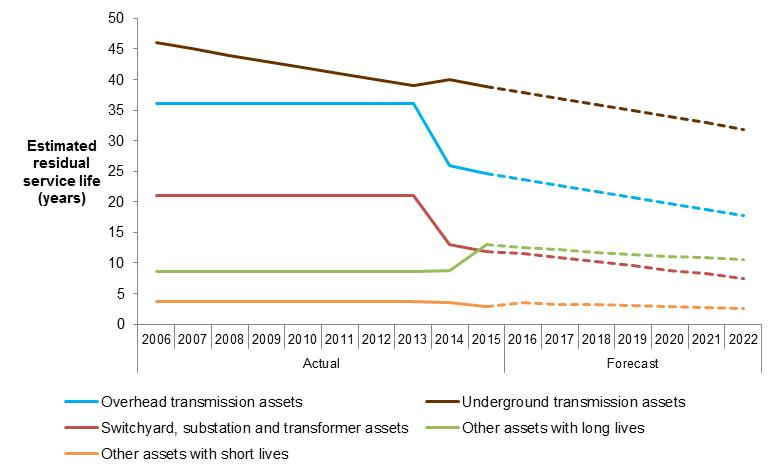 50
45
40
35
30
25
20
15
10
5
0
Estimated
residual
service life
(years)
2006 2007 2008 2009 2010 2011 2012 2013 2014 2015 2016 2017 2018 2019 2020 2021 2022
Actual Forecast
Overhead transmission assets Underground transmission assets
Switchyard, substation and transformer assets Other assets with long lives
Other assets with short lives